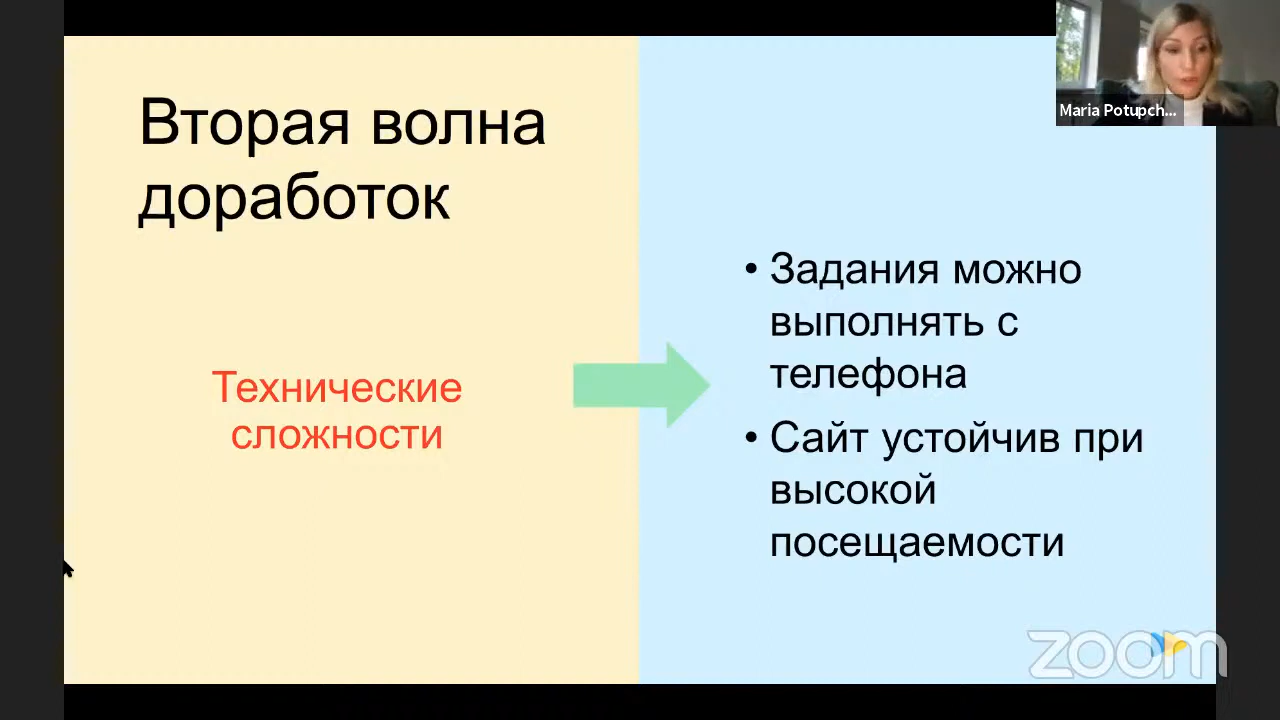 Вторая волна
доработок
Технические
сложности
• Задания можно
выполнять с
телефона
• Сайт устойчив при
высокой
посещаемости
Maria Potupch...
zoom